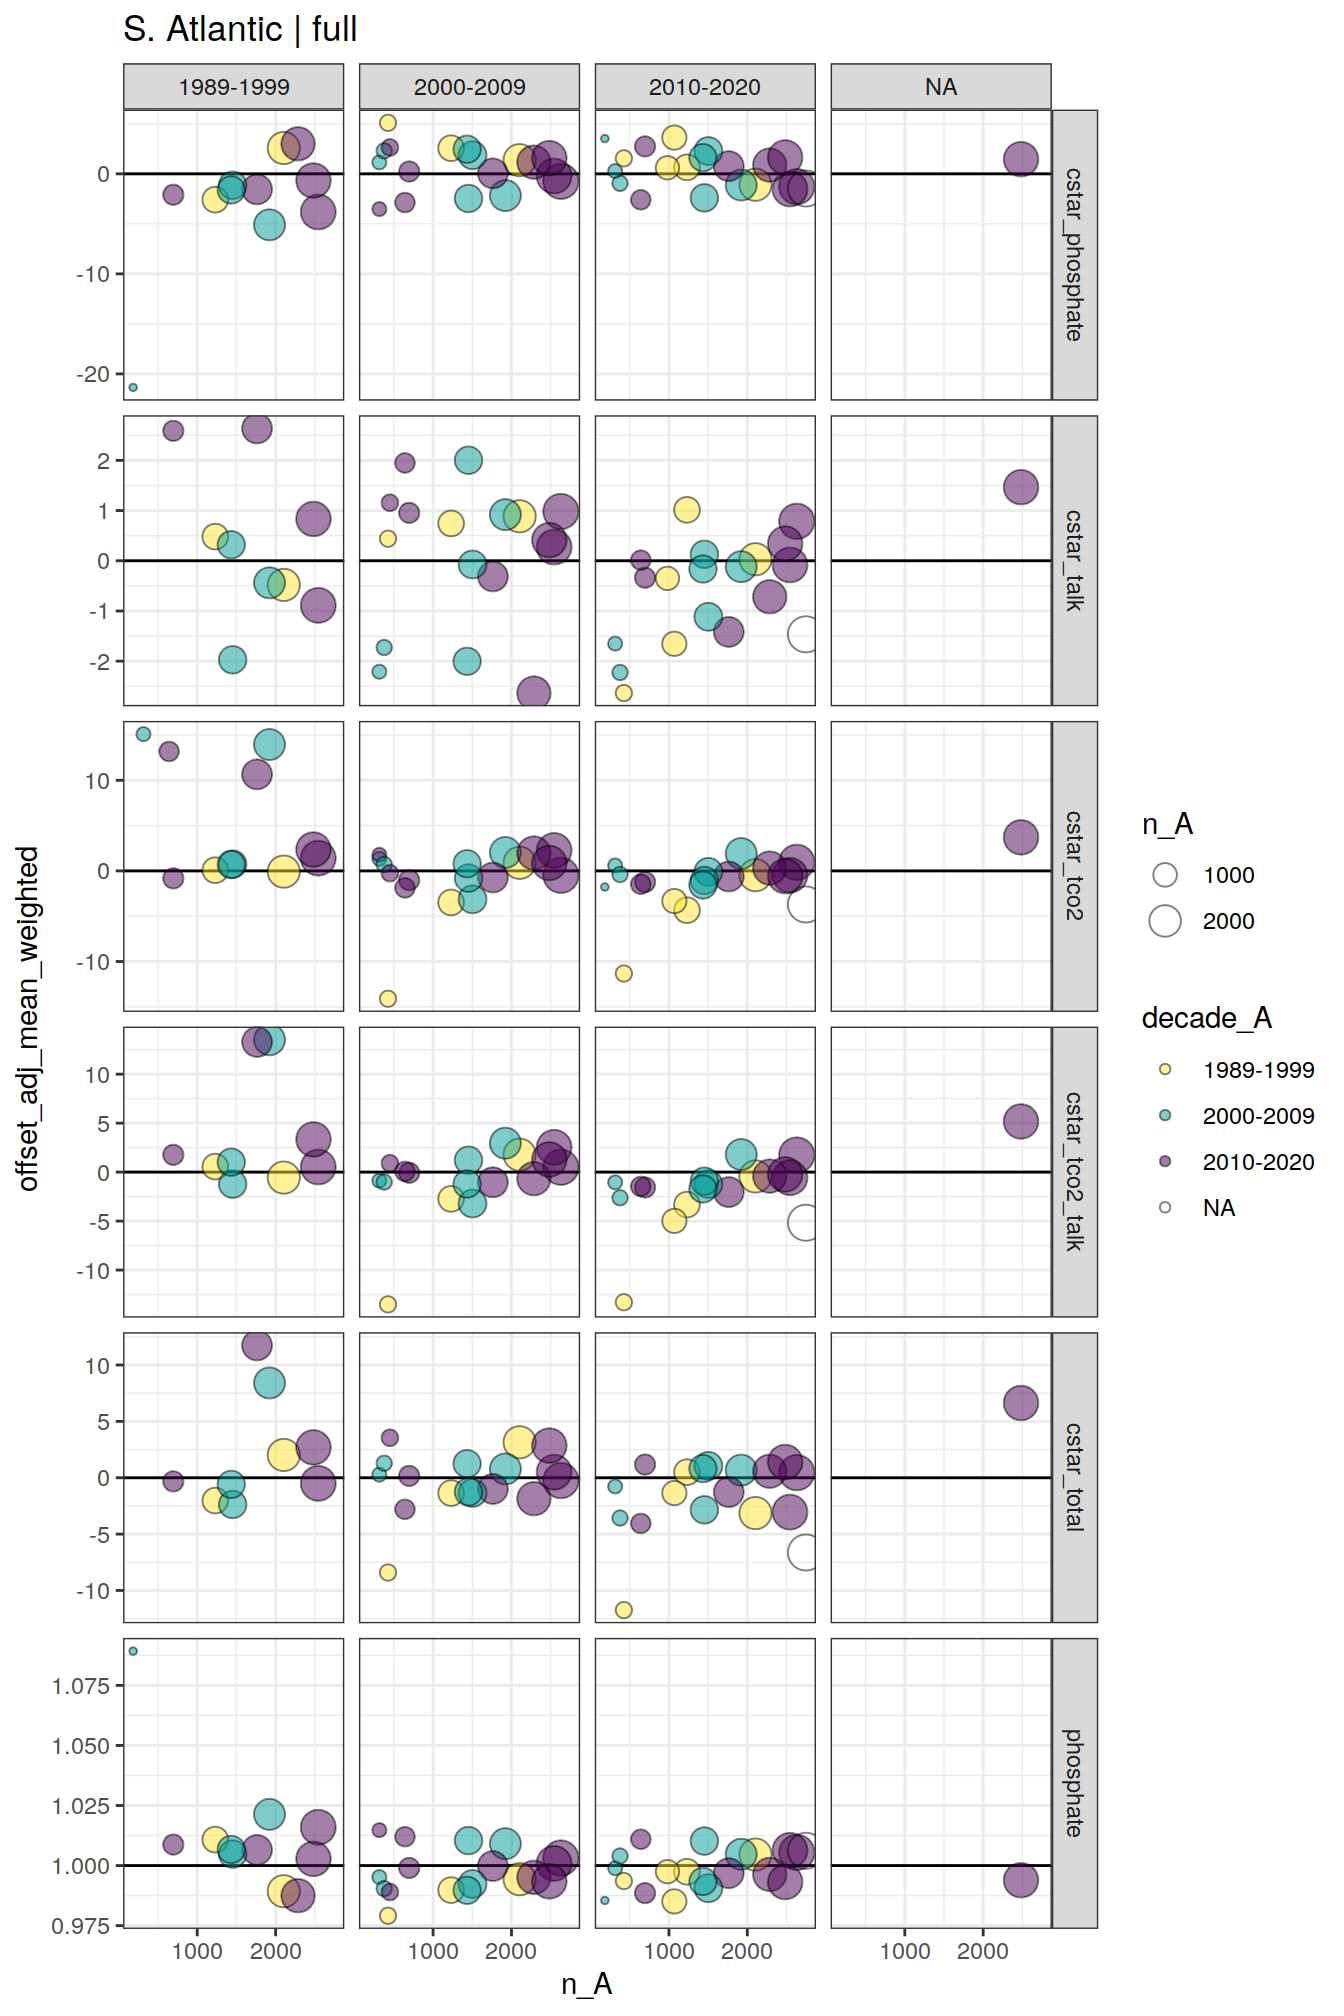 S. Atlantic | full
1989-1999
2000-2009
2010-2020
NA
0
-10
-20
cstar_phosphate
2
1
0
-1
-2
cstar_talk
10
0
-10
cstar_tco2
10
5
0
-5
-10
cstar_tco2_talk
10
5
0
-5
-10
cstar_total
1.075
1.050
1.025
1.000
0.975
phosphate
1000 2000
1000 2000
1000 2000
1000 2000
n_A
offset_adj_mean_weighted
n_A
1000
2000
decade_A
1989-1999
2000-2009
2010-2020
NA